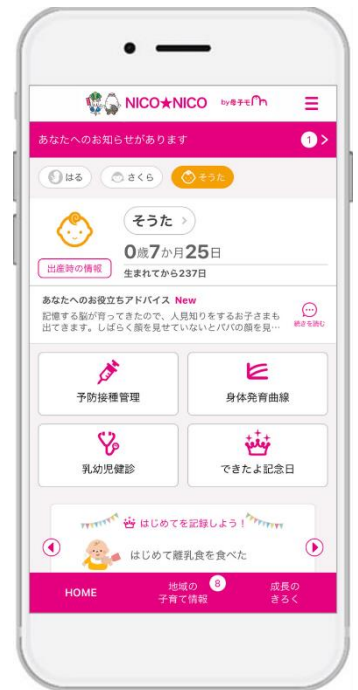 NICO★NICO by母子モ
あなたへのお知らせがあります 1
はる さくら そうた
そうた
0歳7か月25日
出産時の情報
生まれてから237日
あなたへのお役立ちアドバイス New
記憶する脳が育ってきたので、人見知りをするお子さまも
出てきます。しばらく顔を見せていないとパパの顔を見…
続きを読む
予防接種管理 身体発育曲線
乳幼児健診 できたよ記念日
はじめてを記録しよう！
はじめて離乳食を食べた
HOME
地域の 8
子育て情報
成長の
きろく